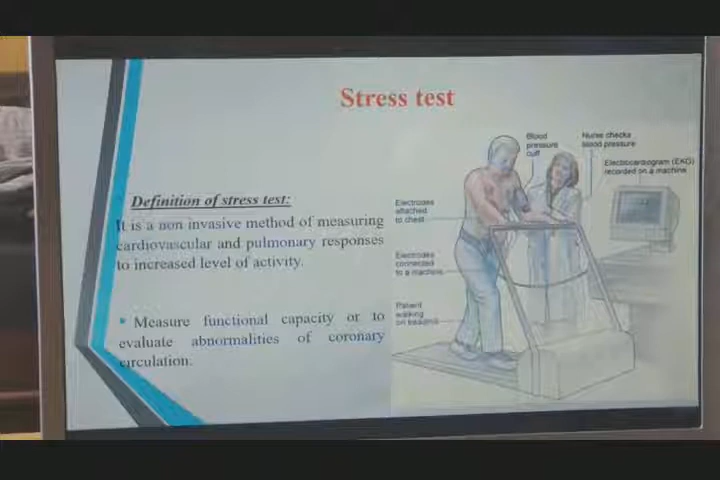 Stress test
Definition of stress test:
It is a non invasive method of measuring
cardiovascular and pulmonary responses
to increased level of activity.
Measure functional capacity or to
evaluate abnormalities of coronary
circulation.
Blood
pressure
cuff
Nurse checks
blood pressure
Electrocardiogram (EKG)
recorded on a machine
Electrodes
attached
to chest
Electrodes
connected
to a machine
Patient
walking
on treadmill